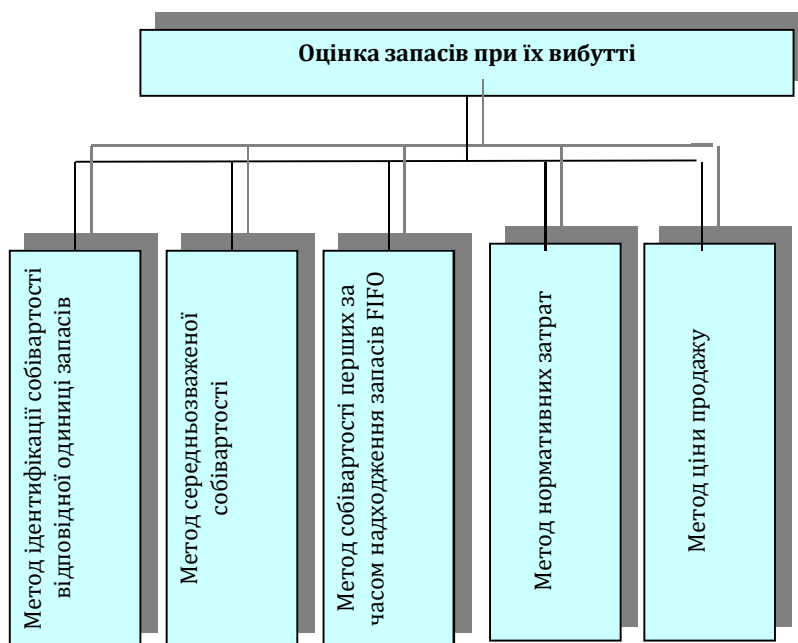 Оцінка запасів при їх вибутті
Метод ідентифікації собівартості
відповідної одиниці запасів
Метод середньозваженої
собівартості
Метод собівартості перших за
часом надходження запасів FIFO
Метод нормативних затрат
Метод ціни продажу